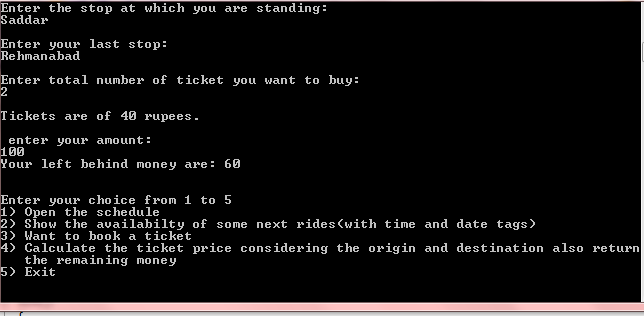 Enter the stop at which you are standing:
Saddar
Enter your last stop:
Rehmanabad
Enter total number of ticket you want to buy:
2
Tickets are of 40 rupees.
enter your amount:
100
Your left behind money are: 60
Enter your choice from 1 to 5
1) Open the schedule
2) Show the availabilty of some next rides(with time and date tags)
3) Want to book a ticket
4) Calculate the ticket price considering the origin and destination also return
the remaining money
5) Exit